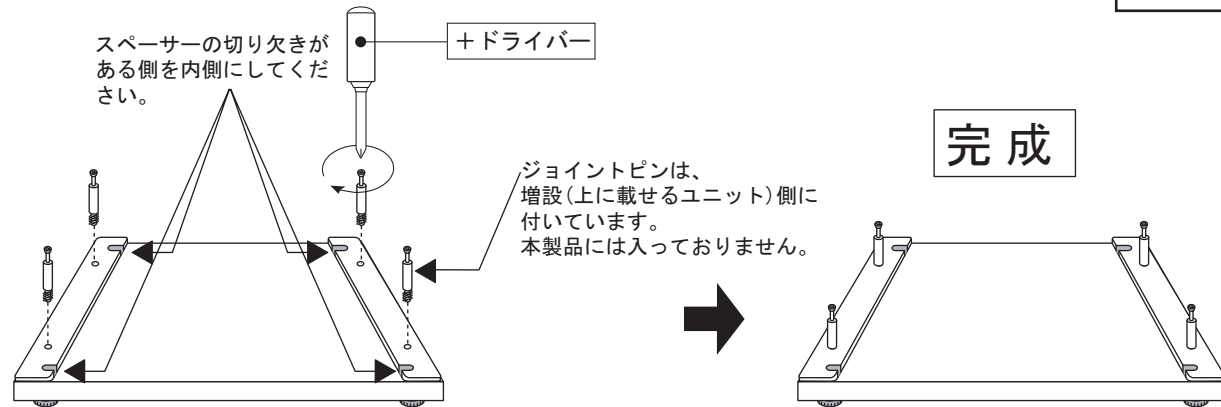 スペーサーの切り欠きが
ある側を内側にしてくだ
さい。
＋ドライバー
ジョイントピンは、
増設(上に載せるユニット)側に
付いています。
本製品には入っておりません。
完成